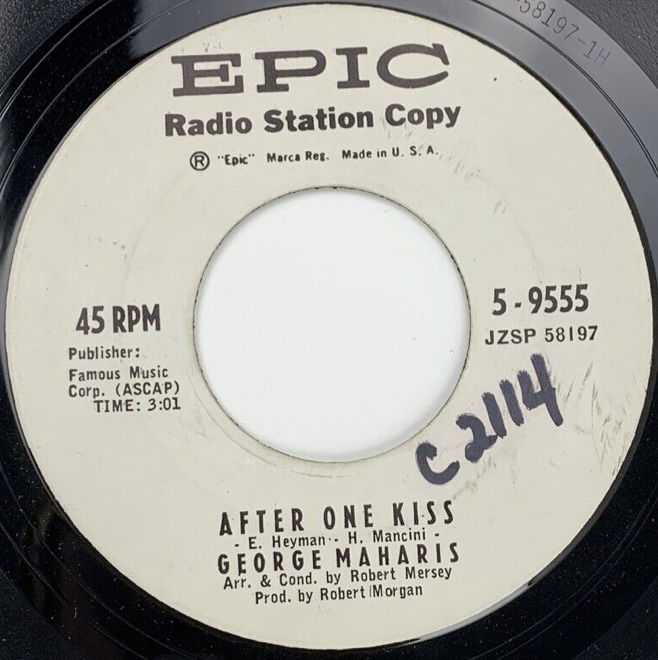 58197-1H
EPIC
Radio Station Copy
® "Epic" Marca Reg. Made in U. S. A.
45 RPM
Publisher:
Famous Music
Corp. (ASCAP)
TIME: 3:01
5-9555
JZSP 58197
C2114
AFTER ONE KISS
- E. Heyman - H. Mancini -
GEORGE MAHARIS
Arr. & Cond. by Robert Mersey
Prod. by Robert Morgan